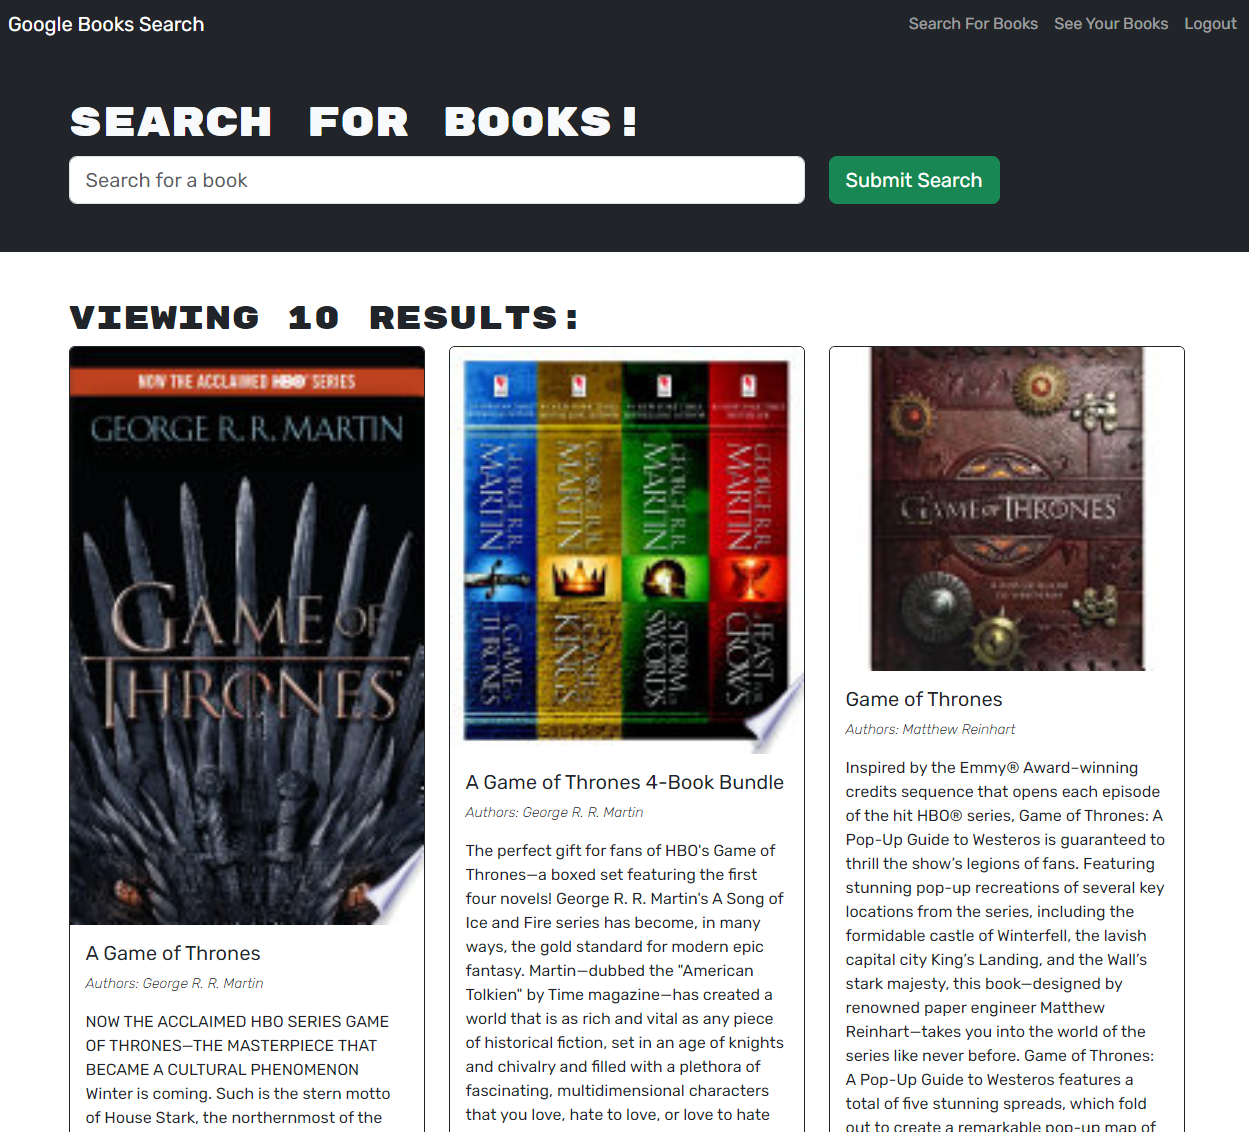 Google Books Search
Search For Books
See Your Books
Logout
SEARCH FOR BOOKS!
Search for a book
Submit Search
VIEWING 10 RESULTS:
NOW THE ACCLAIMED HBO SERIES
GEORGE R. R. MARTIN
GAME OF
THRONES
A Game of Thrones
Authors: George R. R. Martin
NOW THE ACCLAIMED HBO SERIES GAME
OF THRONES—THE MASTERPIECE THAT
BECAME A CULTURAL PHENOMENON
Winter is coming. Such is the stern motto
of House Stark, the northernmost of the
GEORGE R.R.
MARTIN
A GAME OF
THRONES
GEORGE R.R.
MARTIN
A CLASH OF
KINGS
GEORGE R.R.
MARTIN
A STORM OF
SWORDS
GEORGE R.R.
MARTIN
A FEAST FOR
CROWS
A Game of Thrones 4-Book Bundle
Authors: George R. R. Martin
The perfect gift for fans of HBO's Game of
Thrones—a boxed set featuring the first
four novels! George R. R. Martin's A Song of
Ice and Fire series has become, in many
ways, the gold standard for modern epic
fantasy. Martin—dubbed the "American
Tolkien" by Time magazine—has created a
world that is as rich and vital as any piece
of historical fiction, set in an age of knights
and chivalry and filled with a plethora of
fascinating, multidimensional characters
that you love, hate to love, or love to hate
GAME OF THRONES
Game of Thrones
Authors: Matthew Reinhart
Inspired by the Emmy® Award–winning
credits sequence that opens each episode
of the hit HBO® series, Game of Thrones: A
Pop-Up Guide to Westeros is guaranteed to
thrill the show’s legions of fans. Featuring
stunning pop-up recreations of several key
locations from the series, including the
formidable castle of Winterfell, the lavish
capital city King’s Landing, and the Wall’s
stark majesty, this book—designed by
renowned paper engineer Matthew
Reinhart—takes you into the world of the
series like never before. Game of Thrones:
A Pop-Up Guide to Westeros features a
total of five stunning spreads, which fold
out to create a remarkable pop-up map of